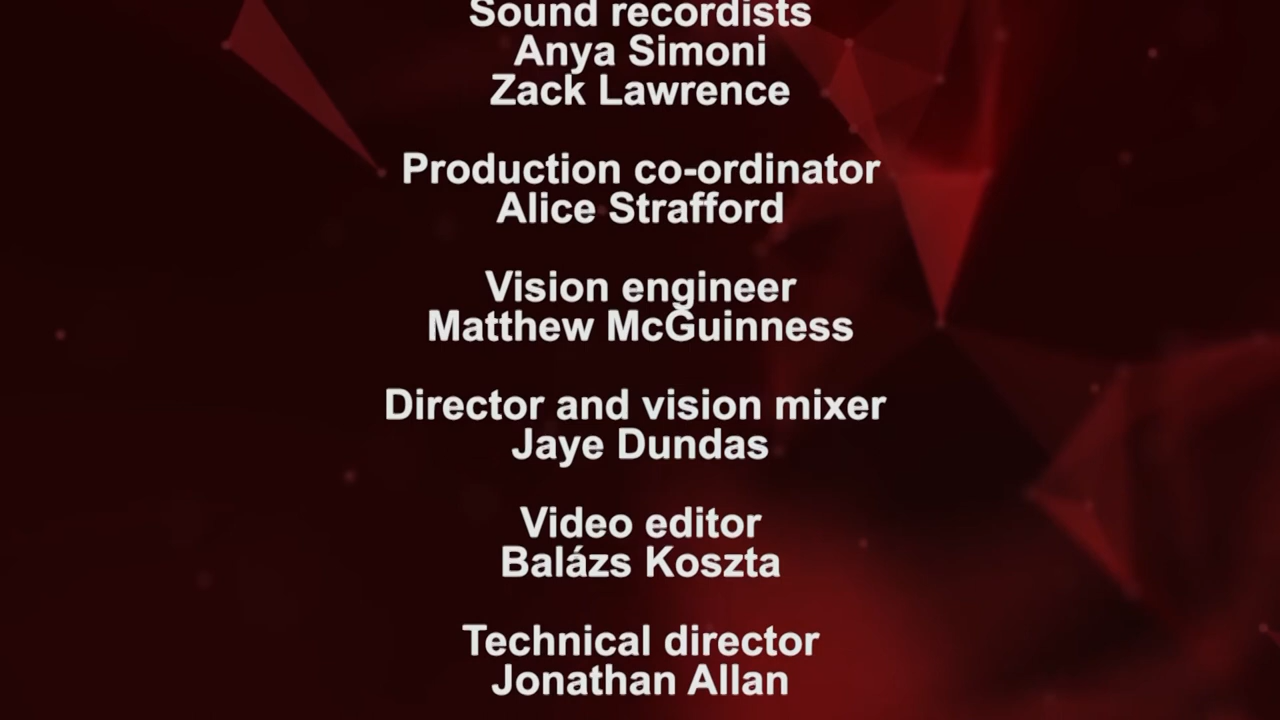 Sound recordists
Anya Simoni
Zack Lawrence
Production co-ordinator
Alice Strafford
Vision engineer
Matthew McGuinness
Director and vision mixer
Jaye Dundas
Video editor
Balázs Koszta
Technical director
Jonathan Allan